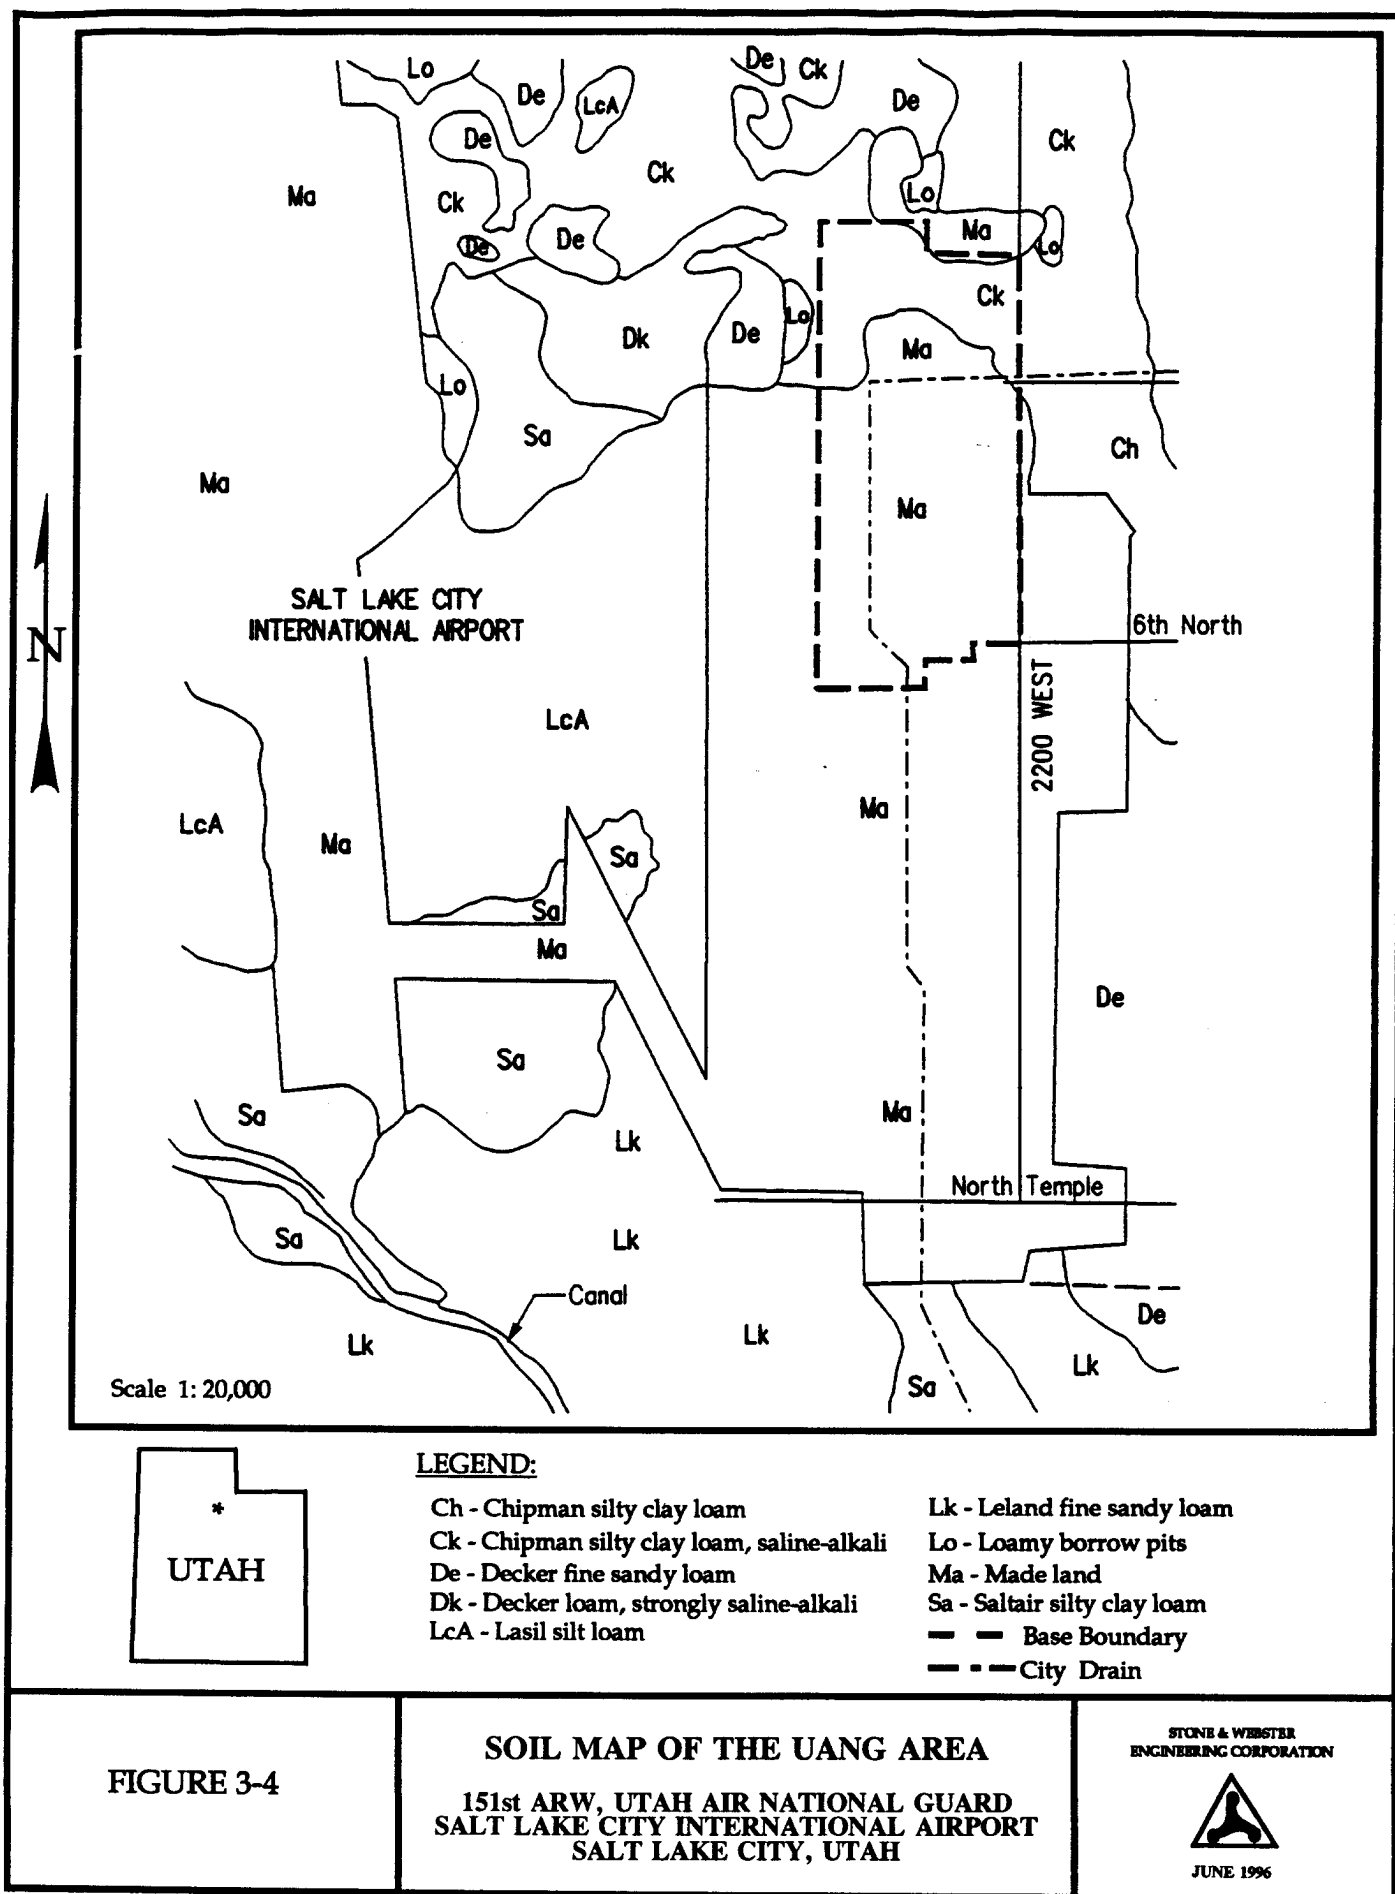 Lo
De
LcA
De
Ck
De
De
Ck
Ck
Ma
Ck
Lo
De
De
Ma
Lo
Ck
Dk
De
Lo
Ma
Lo
Sa
Ch
Ma
Ma
SALT LAKE CITY
INTERNATIONAL AIRPORT
6th North
N
2200 WEST
LcA
Ma
LcA
Ma
Sa
Sa
Ma
De
Sa
Sa
Ma
Lk
North Temple
Sa
Lk
Canal
De
Lk
Lk
Lk
Sa
Scale 1: 20,000
*
UTAH
LEGEND:
Ch - Chipman silty clay loam
Ck - Chipman silty clay loam, saline-alkali
De - Decker fine sandy loam
Dk - Decker loam, strongly saline-alkali
LcA - Lasil silt loam
Lk - Leland fine sandy loam
Lo - Loamy borrow pits
Ma - Made land
Sa - Saltair silty clay loam
Base Boundary
City Drain
FIGURE 3-4
SOIL MAP OF THE UANG AREA
151st ARW, UTAH AIR NATIONAL GUARD
SALT LAKE CITY INTERNATIONAL AIRPORT
SALT LAKE CITY, UTAH
STONE & WEBSTER
ENGINEERING CORPORATION
JUNE 1996